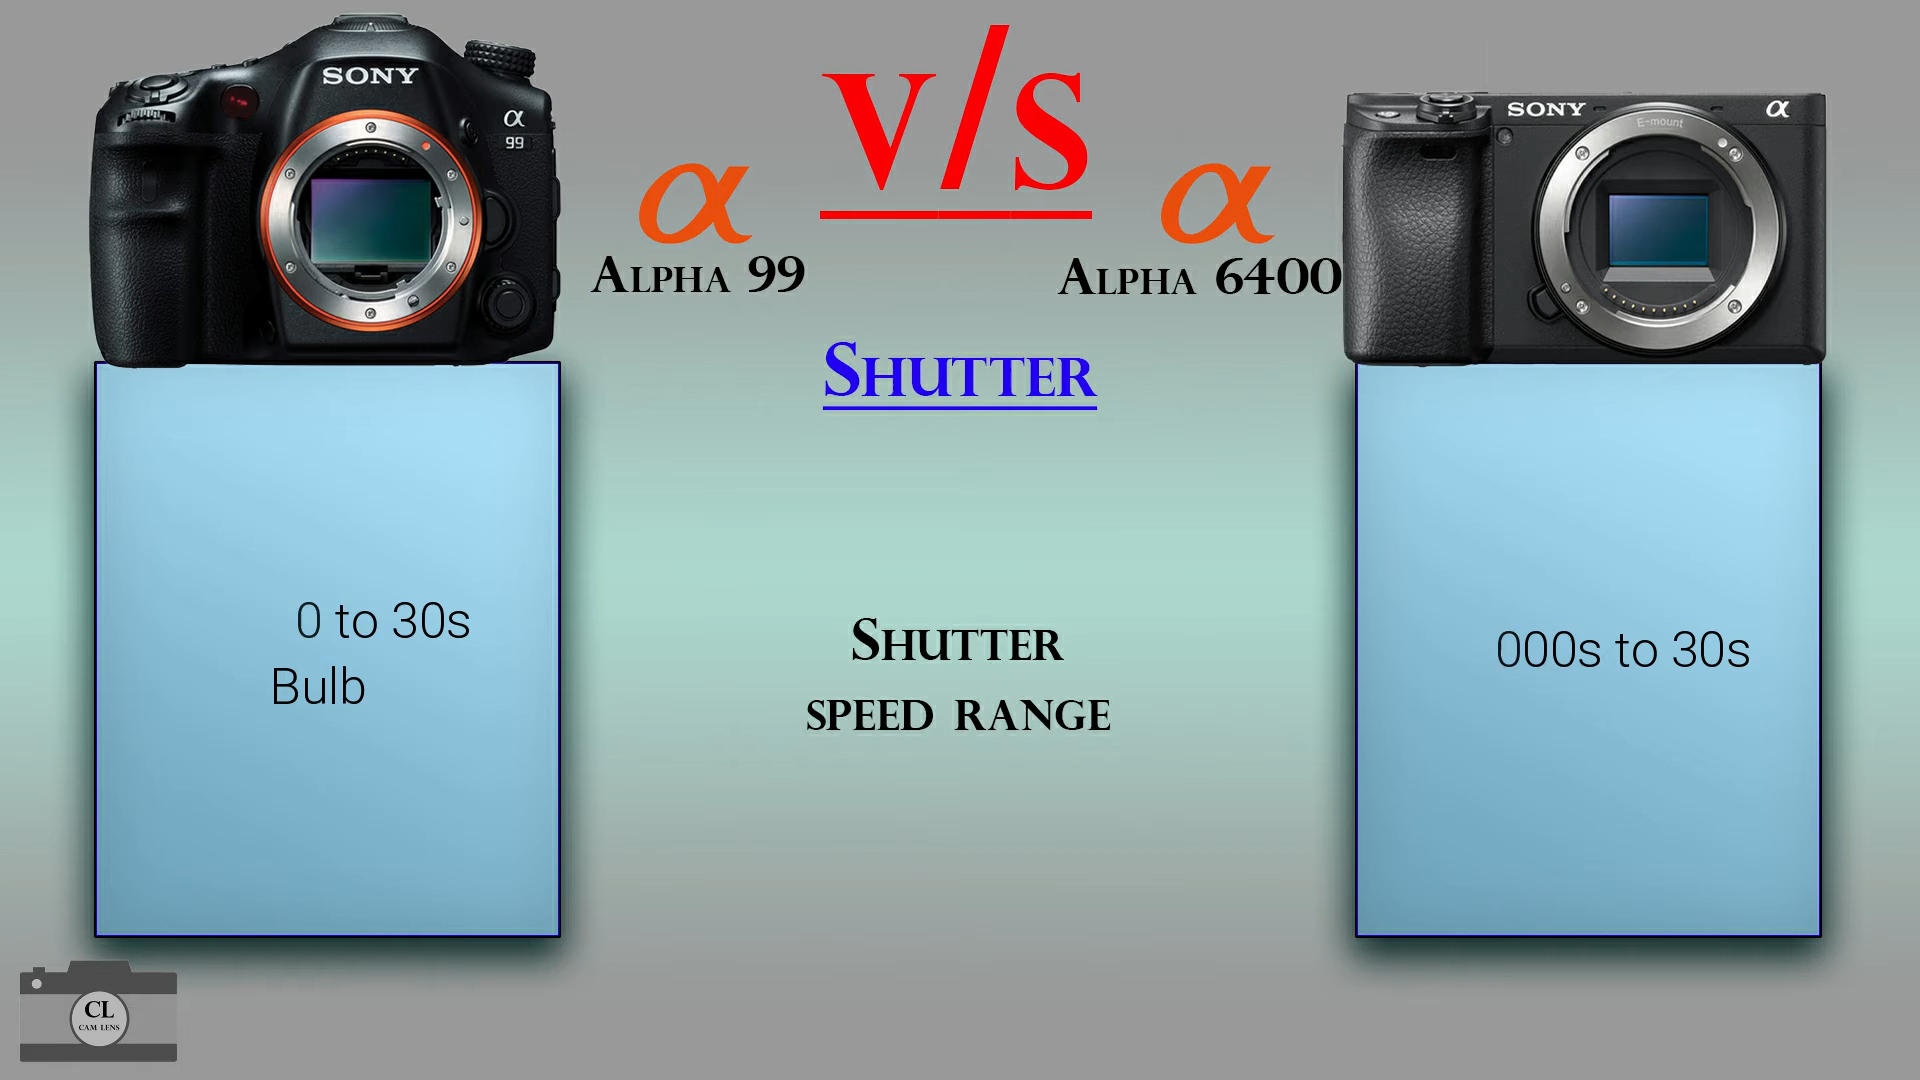 SONY
α
99
V/S
SONY
E-mount
α
α
α
Alpha 99
Alpha 6400
Shutter
0 to 30s
Bulb
Shutter
speed range
000s to 30s
CL
CAM LENS